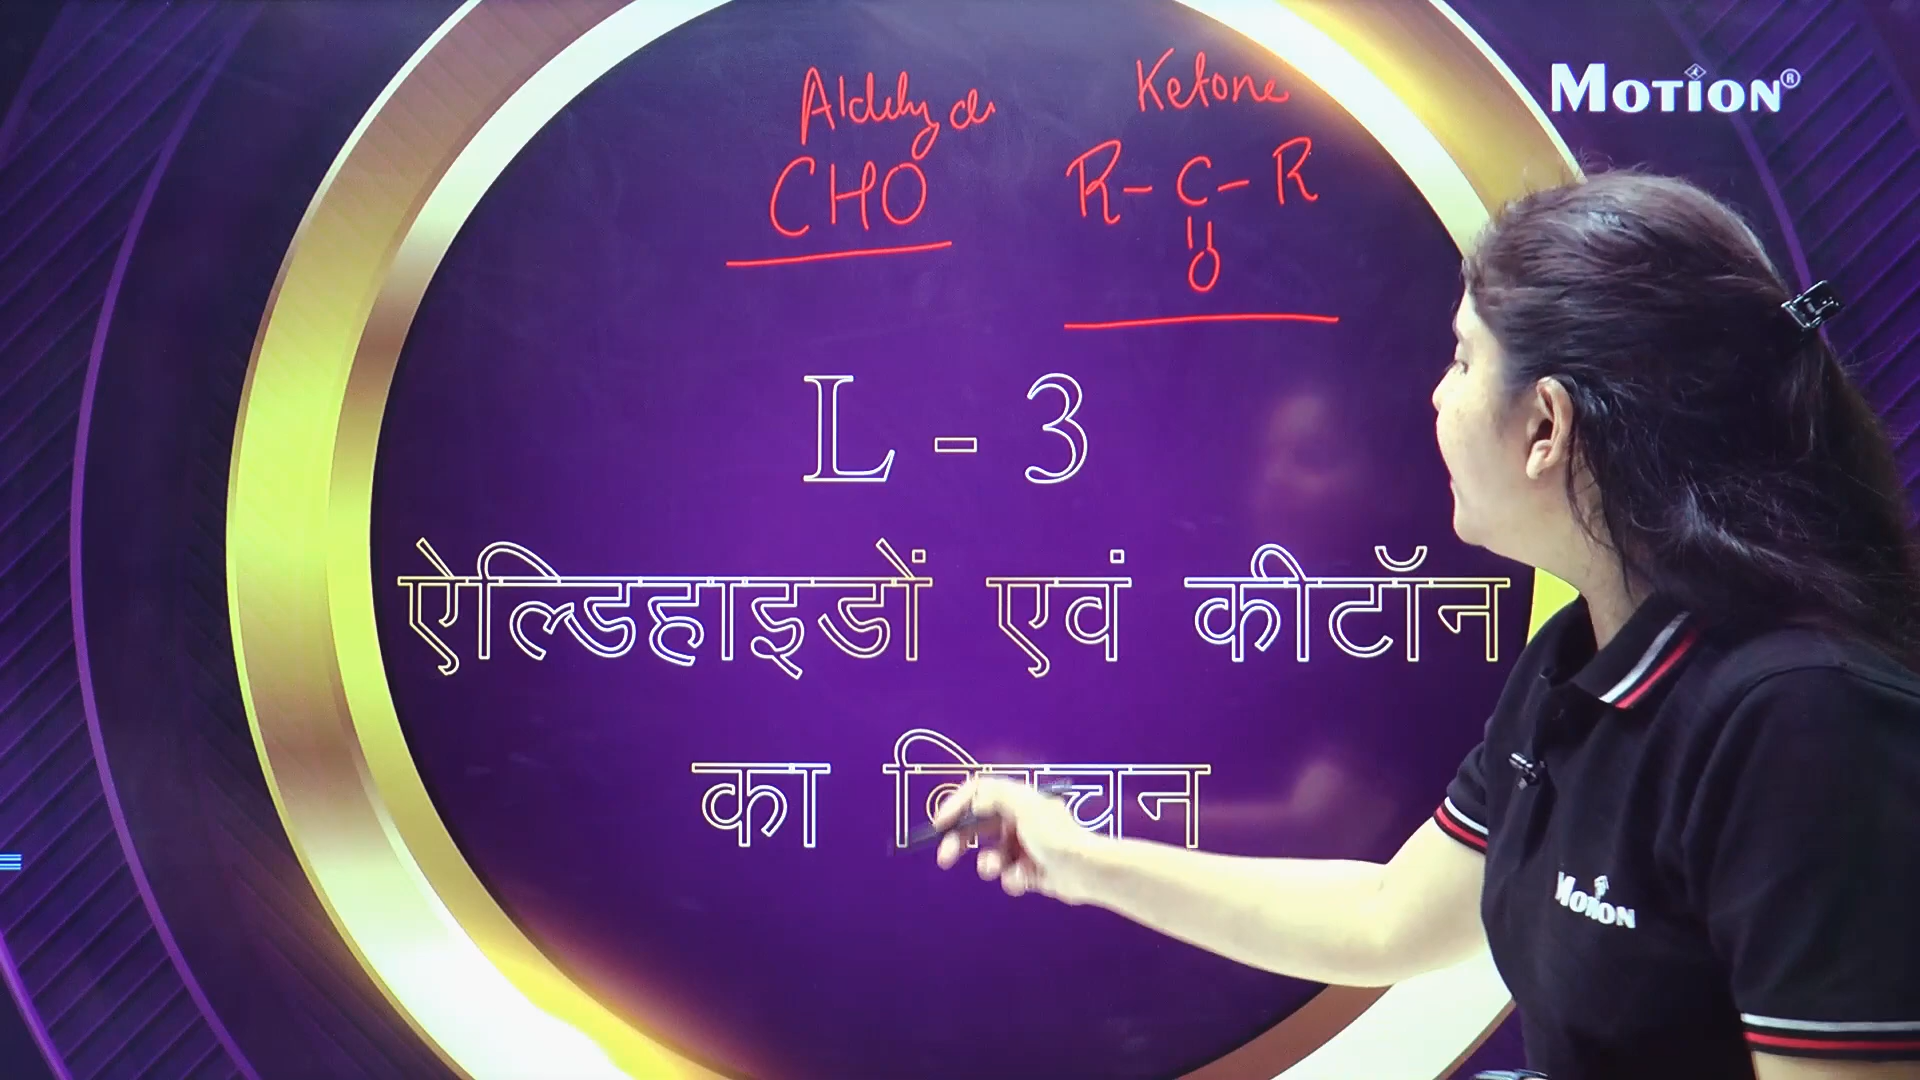 Aldehyde Ketone
CHO R-C-R
O
MOTION®
L - 3
ऐल्डिहाइडों एवं कीटॉन
का
MOTION